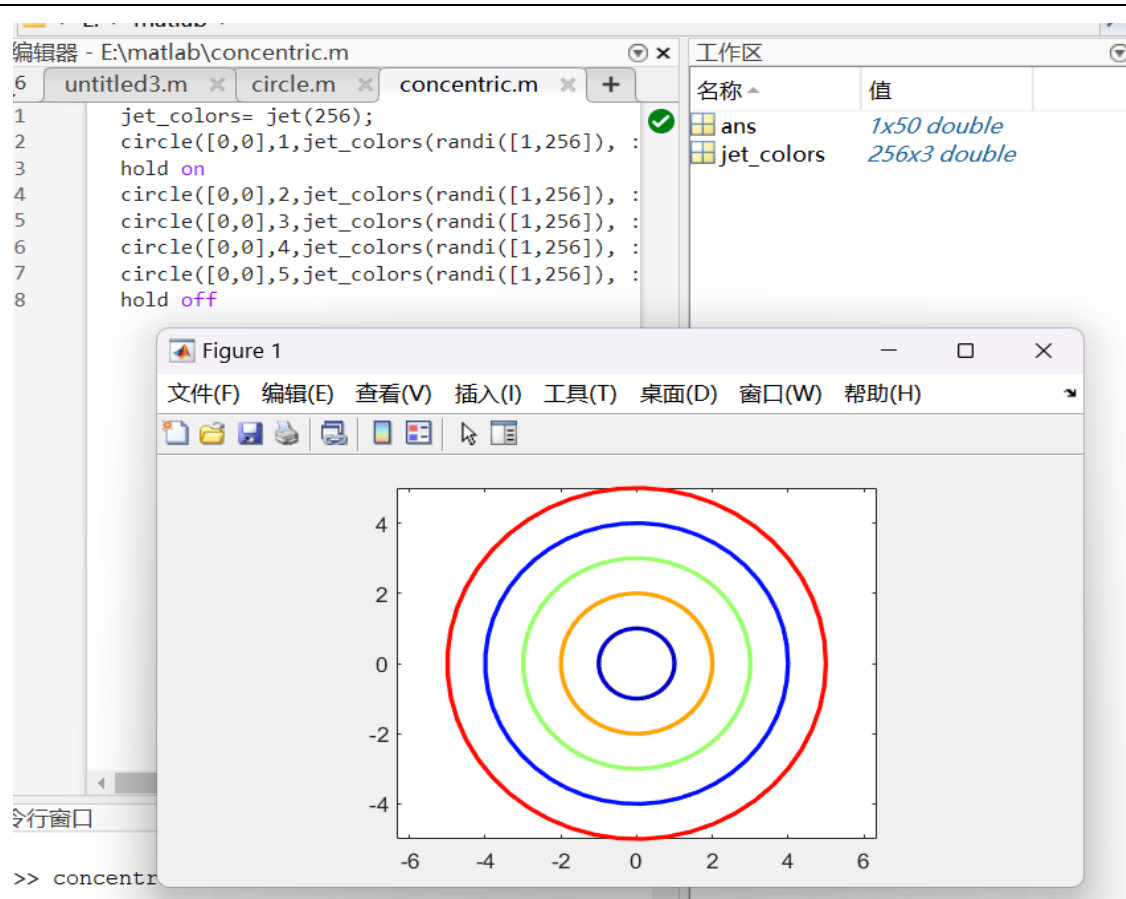 编辑器 - E:\matlab\concentric.m
6 untitled3.m circle.m concentric.m +
1 jet_colors= jet(256);
2 circle([0,0],1,jet_colors(randi([1,256]), :
3 hold on
4 circle([0,0],2,jet_colors(randi([1,256]), :
5 circle([0,0],3,jet_colors(randi([1,256]), :
6 circle([0,0],4,jet_colors(randi([1,256]), :
7 circle([0,0],5,jet_colors(randi([1,256]), :
8 hold off
工作区
名称 值
ans 1x50 double
jet_colors 256x3 double
Figure 1
文件(F) 编辑(E) 查看(V) 插入(I) 工具(T) 桌面(D) 窗口(W) 帮助(H)
4
2
0
-2
-4
-6 -4 -2 0 2 4 6
令行窗口
>> concentr